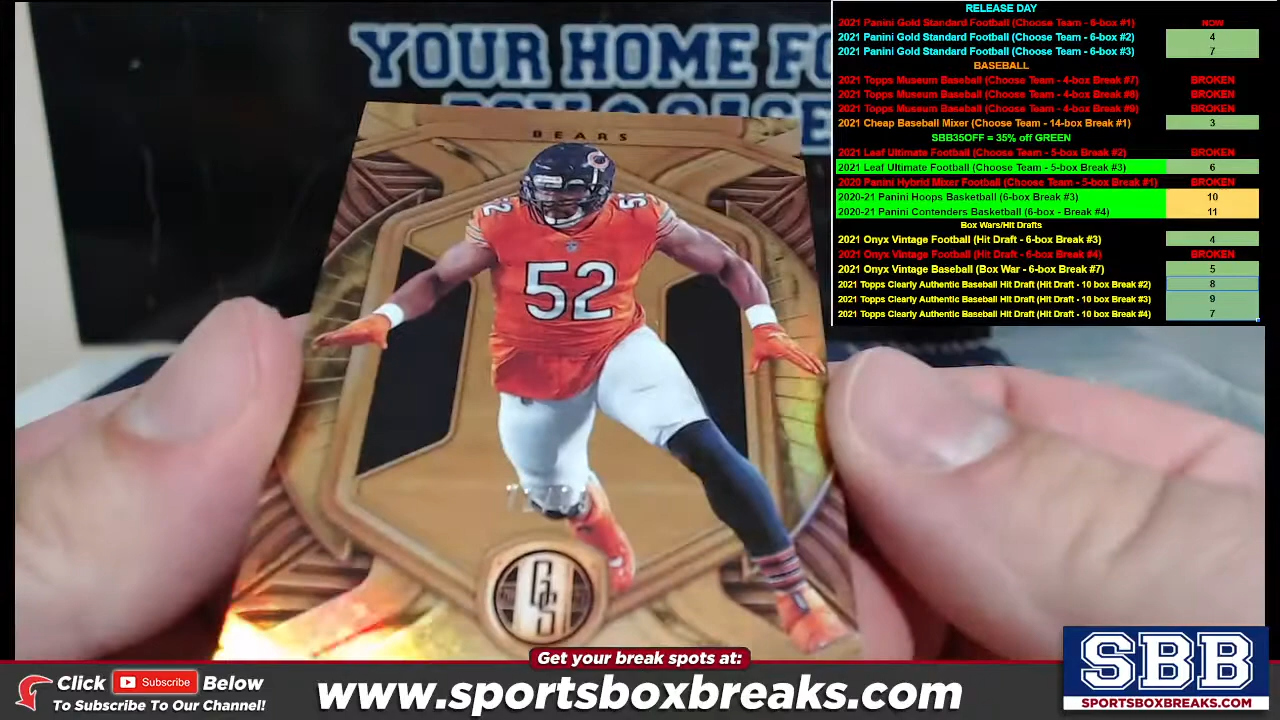 YOUR HOME FO
BEARS
52
52
52
GS
RELEASE DAY
2021 Panini Gold Standard Football (Choose Team - 6-box #1) NOW
2021 Panini Gold Standard Football (Choose Team - 6-box #2) 4
2021 Panini Gold Standard Football (Choose Team - 6-box #3) 7
BASEBALL
2021 Topps Museum Baseball (Choose Team - 4-box Break #7) BROKEN
2021 Topps Museum Baseball (Choose Team - 4-box Break #8) BROKEN
2021 Topps Museum Baseball (Choose Team - 4-box Break #9) BROKEN
2021 Cheap Baseball Mixer (Choose Team - 14-box Break #1) 3
SBB35OFF = 35% off GREEN
2021 Leaf Ultimate Football (Choose Team - 5-box Break #2) BROKEN
2021 Leaf Ultimate Football (Choose Team - 5-box Break #3) 6
2020 Panini Hybrid Mixer Football (Choose Team - 5-box Break #1) BROKEN
2020-21 Panini Hoops Basketball (6-box Break #3) 10
2020-21 Panini Contenders Basketball (6-box - Break #4) 11
Box Wars/Hit Drafts
2021 Onyx Vintage Football (Hit Draft - 6-box Break #3) 4
2021 Onyx Vintage Football (Hit Draft - 6-box Break #4) BROKEN
2021 Onyx Vintage Baseball (Box War - 6-box Break #7) 5
2021 Topps Clearly Authentic Baseball Hit Draft (Hit Draft - 10 box Break #2) 8
2021 Topps Clearly Authentic Baseball Hit Draft (Hit Draft - 10 box Break #3) 9
2021 Topps Clearly Authentic Baseball Hit Draft (Hit Draft - 10 box Break #4) 7
Get your break spots at:
Click Subscribe Below
To Subscribe To Our Channel!
www.sportsboxbreaks.com
SBB
SPORTSBOXBREAKS.COM